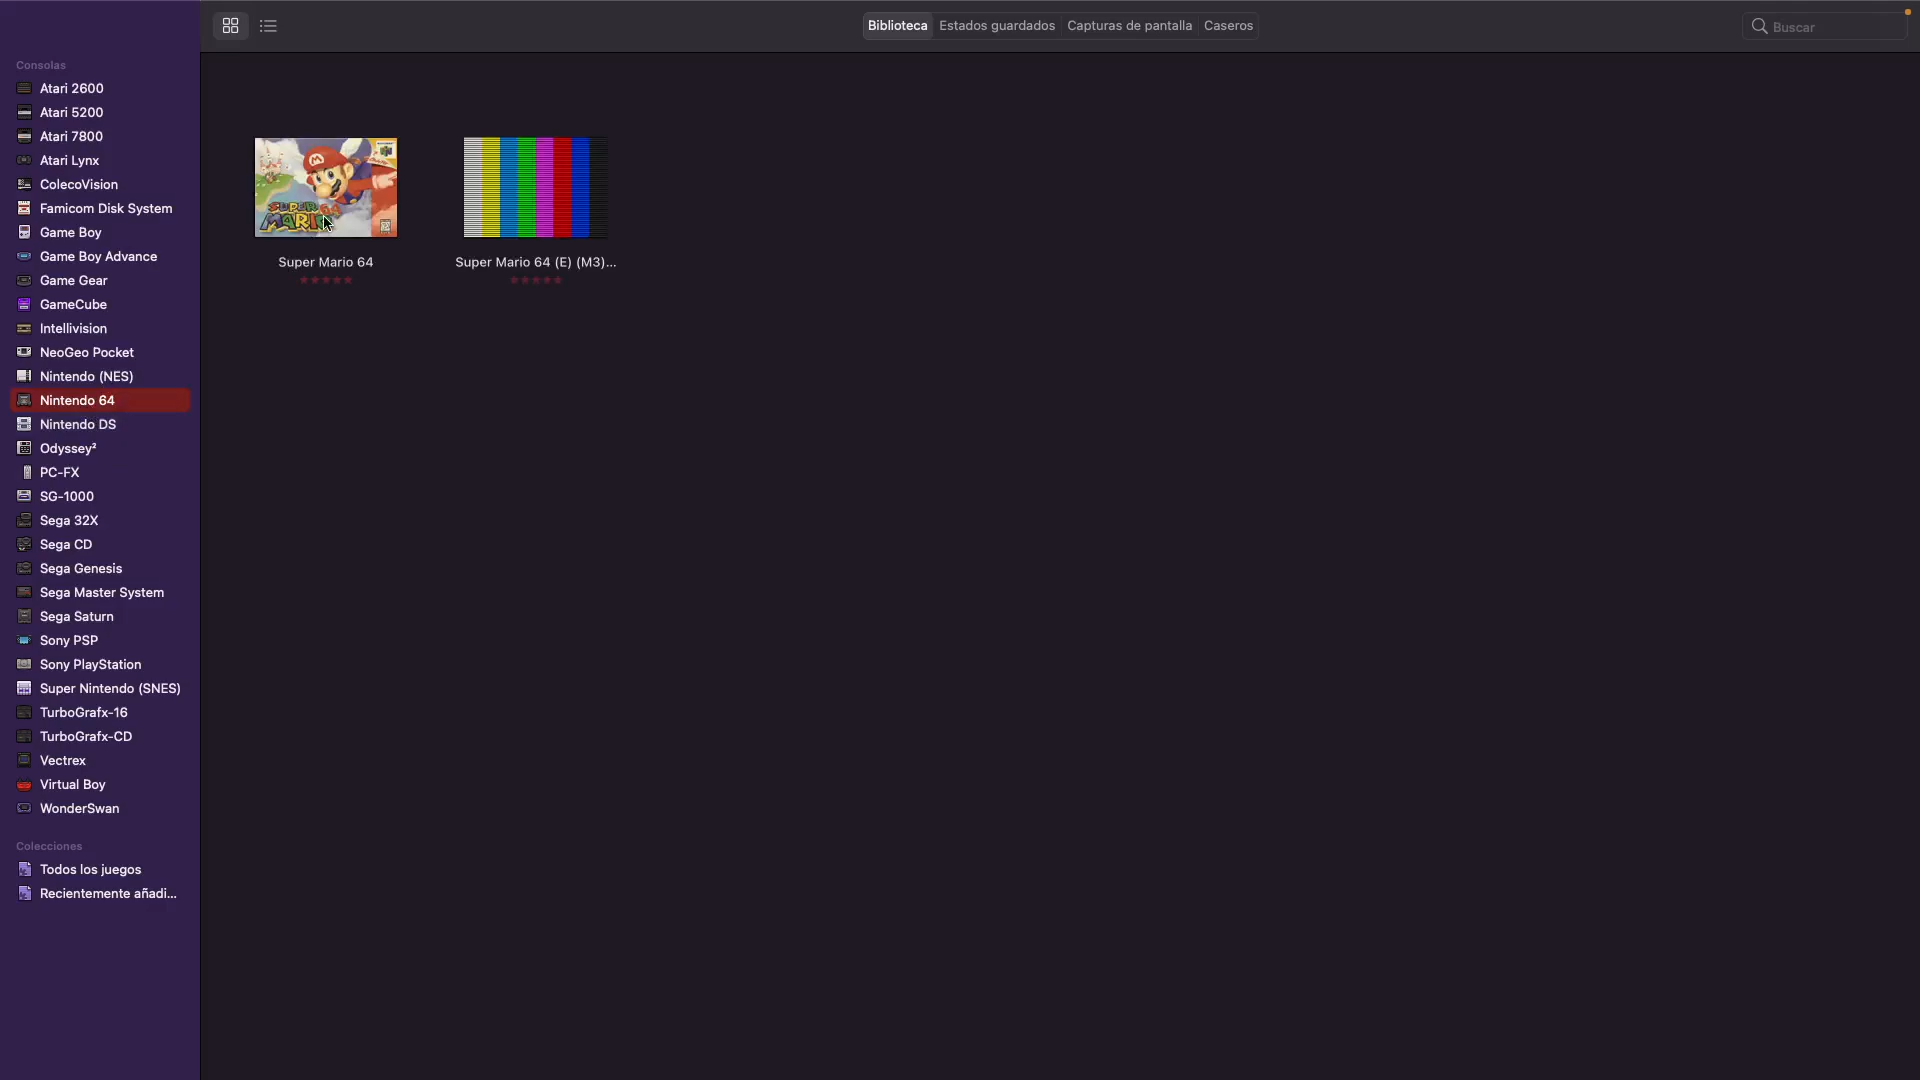 Biblioteca
Estados guardados
Capturas de pantalla
Caseros
Buscar
Consolas
Atari 2600
Atari 5200
Atari 7800
Atari Lynx
ColecoVision
Famicom Disk System
Game Boy
Game Boy Advance
Game Gear
GameCube
Intellivision
NeoGeo Pocket
Nintendo (NES)
Nintendo 64
Nintendo DS
Odyssey²
PC-FX
SG-1000
Sega 32X
Sega CD
Sega Genesis
Sega Master System
Sega Saturn
Sony PSP
Sony PlayStation
Super Nintendo (SNES)
TurboGrafx-16
TurboGrafx-CD
Vectrex
Virtual Boy
WonderSwan
Colecciones
Todos los juegos
Recientemente añadi...
SUPER
MARIO 64
Super Mario 64
Super Mario 64 (E) (M3)...